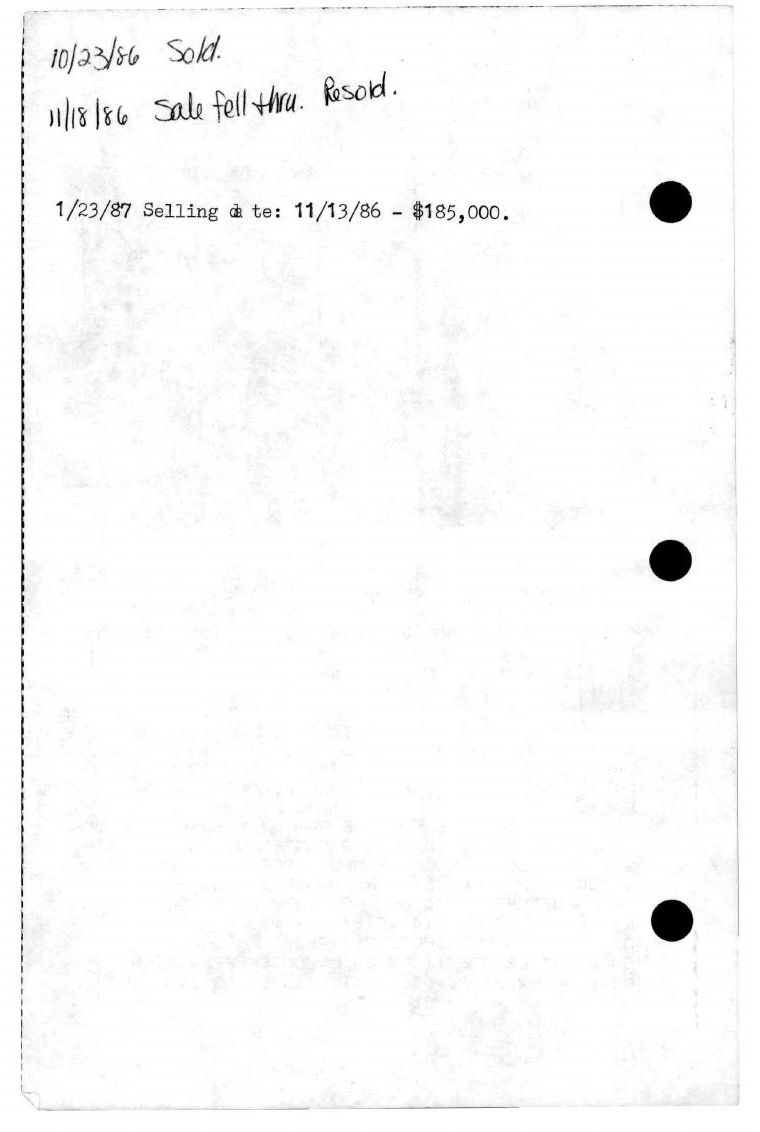 10/23/86 Sold.
11/18/86 Sale fell thru. Resold.
1/23/87 Selling da te: 11/13/86 - $185,000.